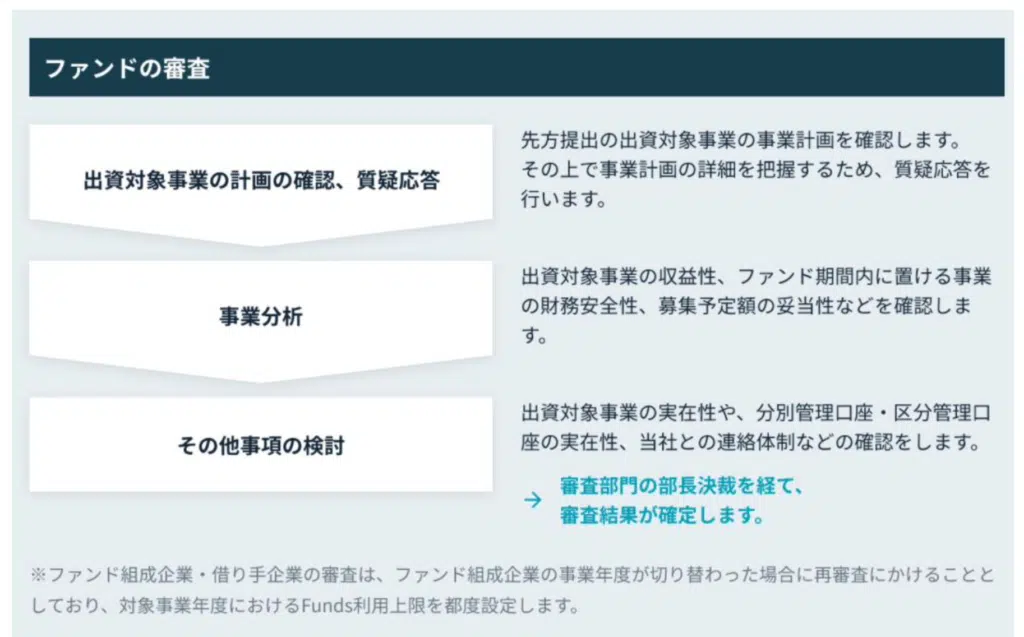 ファンドの審査
出資対象事業の計画の確認、質疑応答
先方提出の出資対象事業の事業計画を確認します。
その上で事業計画の詳細を把握するため、質疑応答を
行います。
事業分析
出資対象事業の収益性、ファンド期間内に置ける事業
の財務安全性、募集予定額の妥当性などを確認しま
す。
その他事項の検討
出資対象事業の実在性や、分別管理口座・区分管理口
座の実在性、当社との連絡体制などの確認をします。
→ 審査部門の部長決裁を経て、
審査結果が確定します。
※ファンド組成企業・借り手企業の審査は、ファンド組成企業の事業年度が切り替わった場合に再審査にかけることと
しており、対象事業年度におけるFunds利用上限を都度設定します。